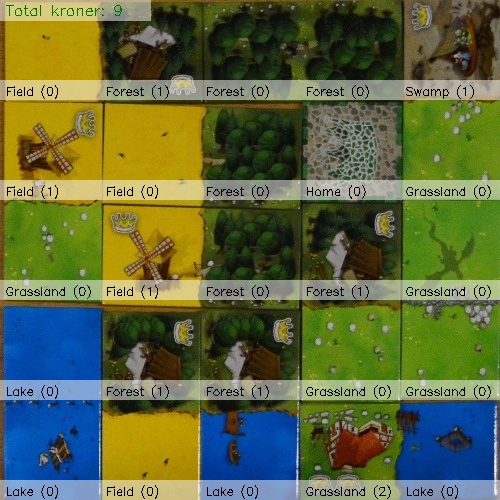 Total kroner: 9
Field (0) Forest (1) Forest (0) Forest (0) Swamp (1)
Field (1) Field (0) Forest (0) Home (0) Grassland (0)
Grassland (0) Field (1) Forest (0) Forest (1) Grassland (0)
Lake (0) Forest (1) Forest (1) Grassland (0) Grassland (0)
Lake (0) Field (0) Lake (0) Grassland (2) Lake (0)